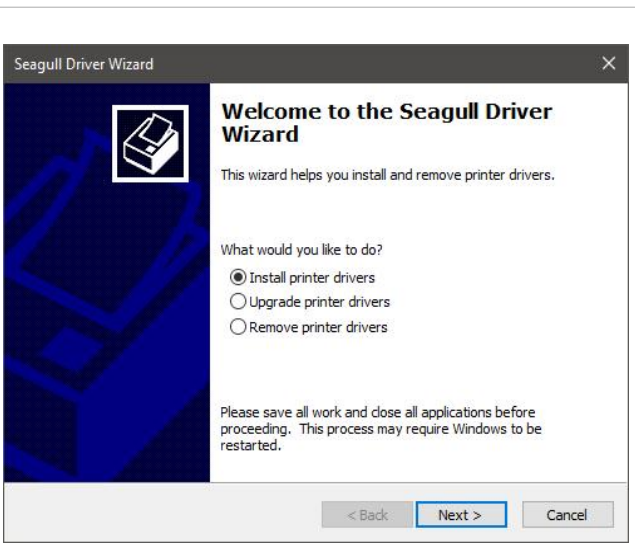 Seagull Driver Wizard
Welcome to the Seagull Driver
Wizard
This wizard helps you install and remove printer drivers.
What would you like to do?
Install printer drivers
Upgrade printer drivers
Remove printer drivers
Please save all work and close all applications before
proceeding. This process may require Windows to be
restarted.
< Back Next > Cancel